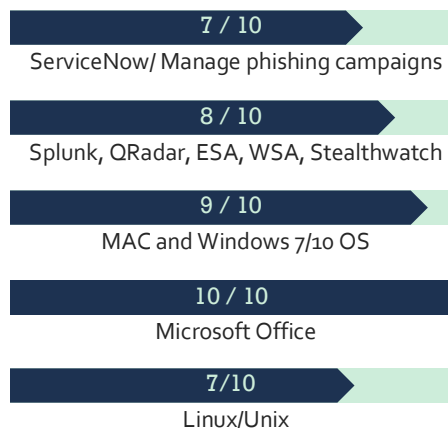 7 / 10
ServiceNow/ Manage phishing campaigns
8 / 10
Splunk, QRadar, ESA, WSA, Stealthwatch
9 / 10
MAC and Windows 7/10 OS
10 / 10
Microsoft Office
7/10
Linux/Unix